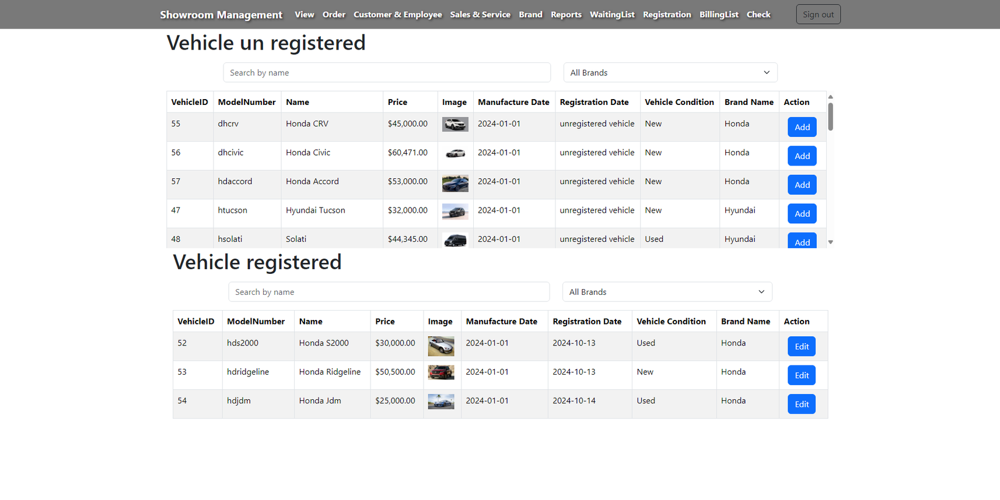 Showroom Management View Order Customer & Employee Sales & Service Brand Reports WaitingList Registration BillingList Check Sign out
Vehicle un registered
Search by name All Brands
VehicleID ModelNumber Name Price Image Manufacture Date Registration Date Vehicle Condition Brand Name Action
55 dhcrv Honda CRV $45,000.00 2024-01-01 unregistered vehicle New Honda Add
56 dhcivic Honda Civic $60,471.00 2024-01-01 unregistered vehicle New Honda Add
57 hdaccord Honda Accord $53,000.00 2024-01-01 unregistered vehicle New Honda Add
47 htucson Hyundai Tucson $32,000.00 2024-01-01 unregistered vehicle New Hyundai Add
48 hsolati Solati $44,345.00 2024-01-01 unregistered vehicle Used Hyundai Add
Vehicle registered
Search by name All Brands
VehicleID ModelNumber Name Price Image Manufacture Date Registration Date Vehicle Condition Brand Name Action
52 hds2000 Honda S2000 $30,000.00 2024-01-01 2024-10-13 Used Honda Edit
53 hdridgeline Honda Ridgeline $50,500.00 2024-01-01 2024-10-13 New Honda Edit
54 hdjdm Honda Jdm $25,000.00 2024-01-01 2024-10-14 Used Honda Edit